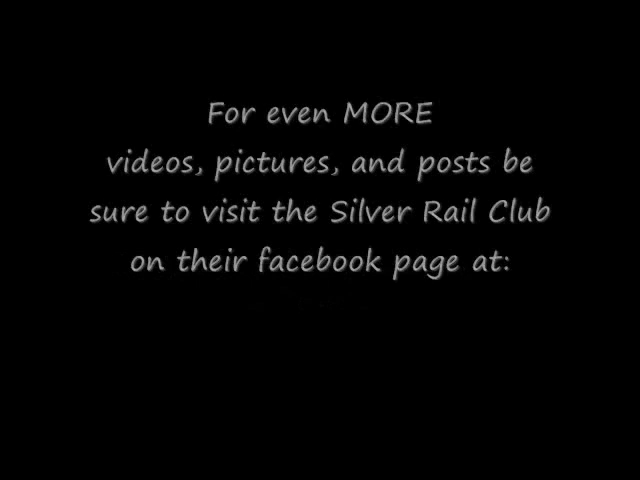 For even MORE
videos, pictures, and posts be
sure to visit the Silver Rail Club
on their facebook page at: